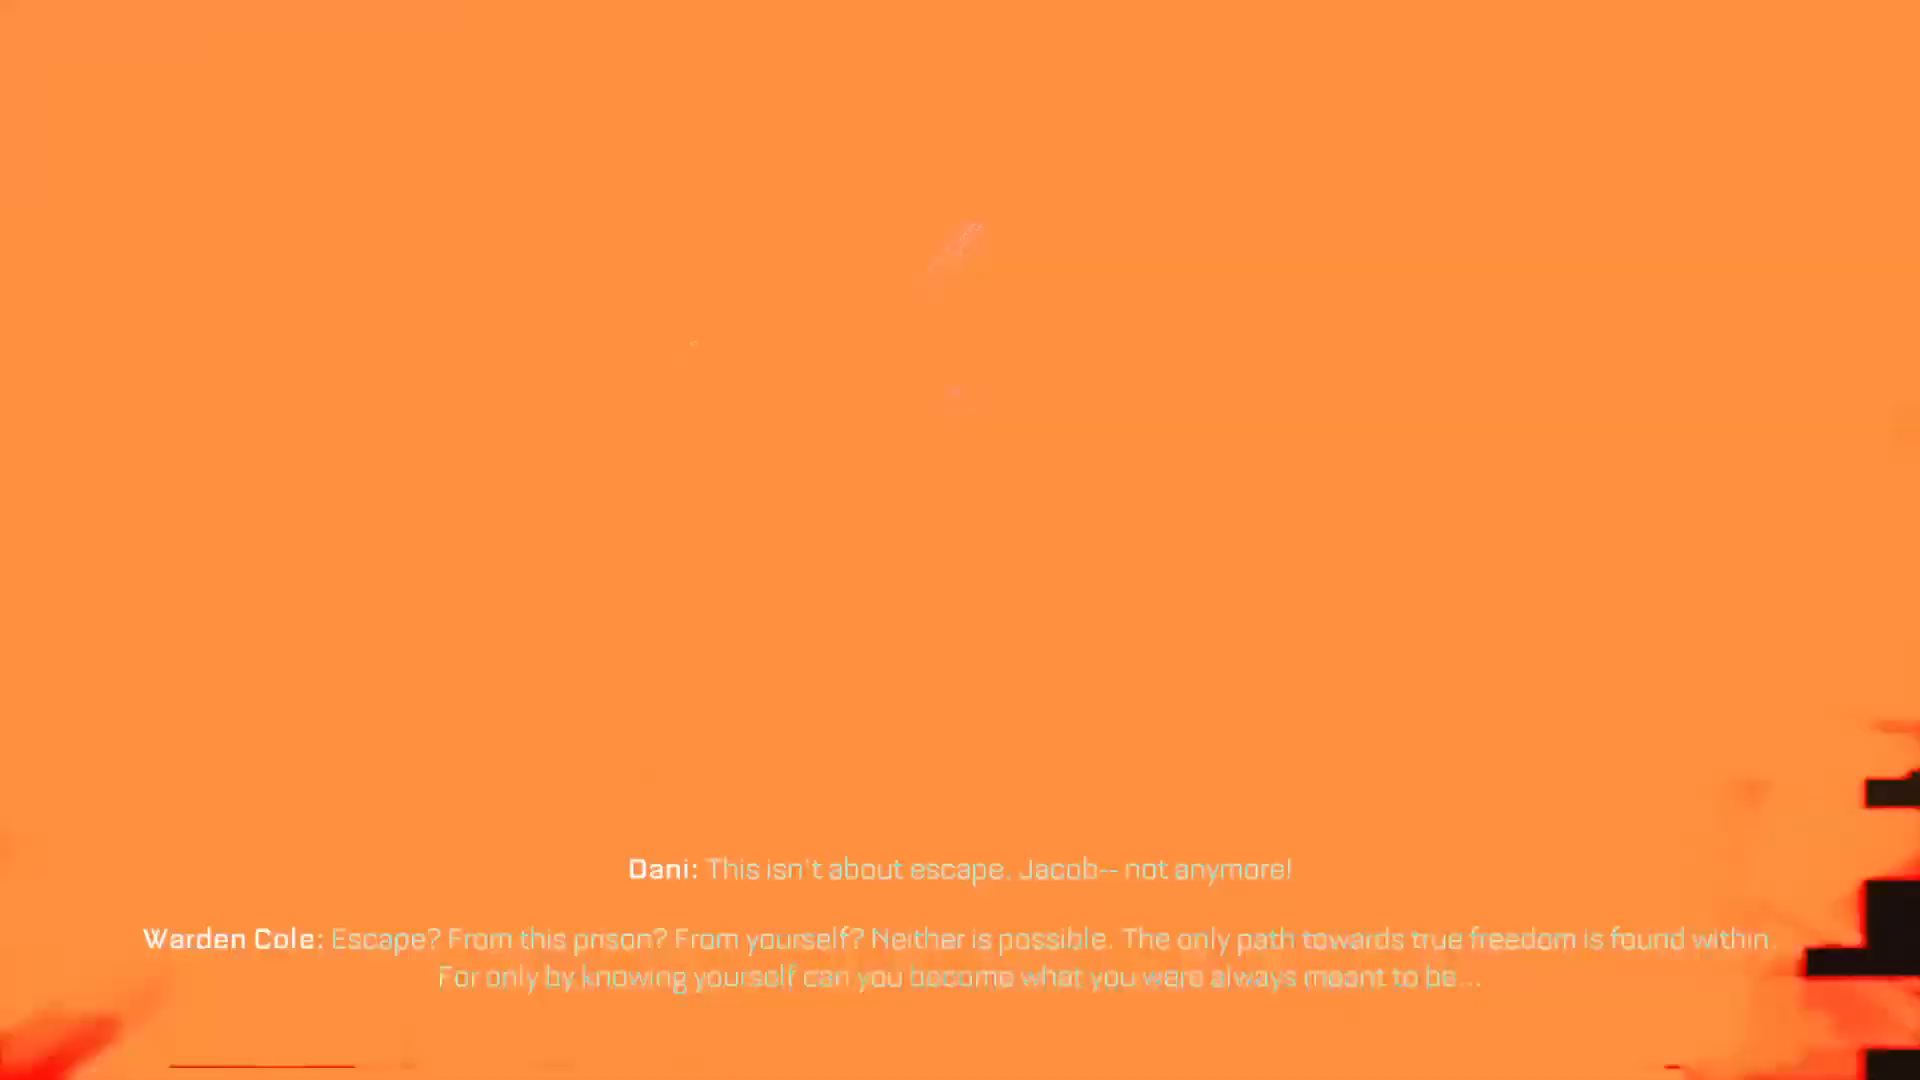 Dani: This isn't about escape, Jacob-- not anymore!
Warden Cole: Escape? From this prison? From yourself? Neither is possible. The only path towards true freedom is found within.
For only by knowing yourself can you become what you were always meant to be...